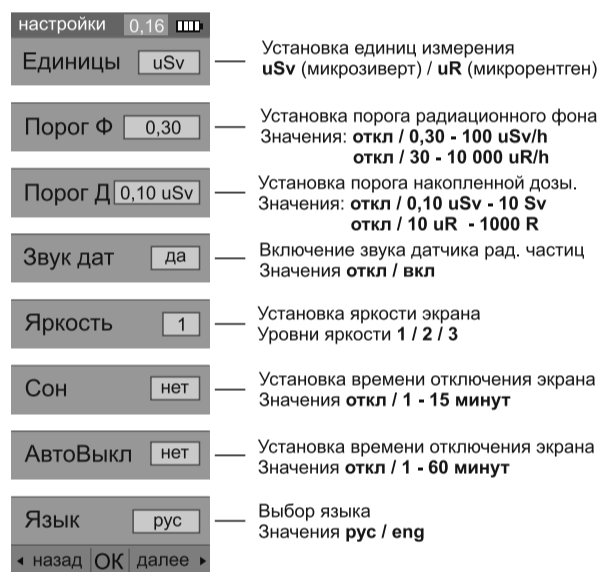 настройки 0,16
Единицы uSv
Установка единиц измерения
uSv (микрозиверт) / uR (микрорентген)
Порог Ф 0,30
Установка порога радиационного фона
Значения: откл / 0,30 - 100 uSv/h
откл / 30 - 10 000 uR/h
Порог Д 0,10 uSv
Установка порога накопленной дозы.
Значения: откл / 0,10 uSv - 10 Sv
откл / 10 uR - 1000 R
Звук дат да
Включение звука датчика рад. частиц
Значения откл / вкл
Яркость 1
Установка яркости экрана
Уровни яркости 1 / 2 / 3
Сон нет
Установка времени отключения экрана
Значения откл / 1 - 15 минут
АвтоВыкл нет
Установка времени отключения экрана
Значения откл / 1 - 60 минут
Язык рус
Выбор языка
Значения рус / eng
назад ОК далее